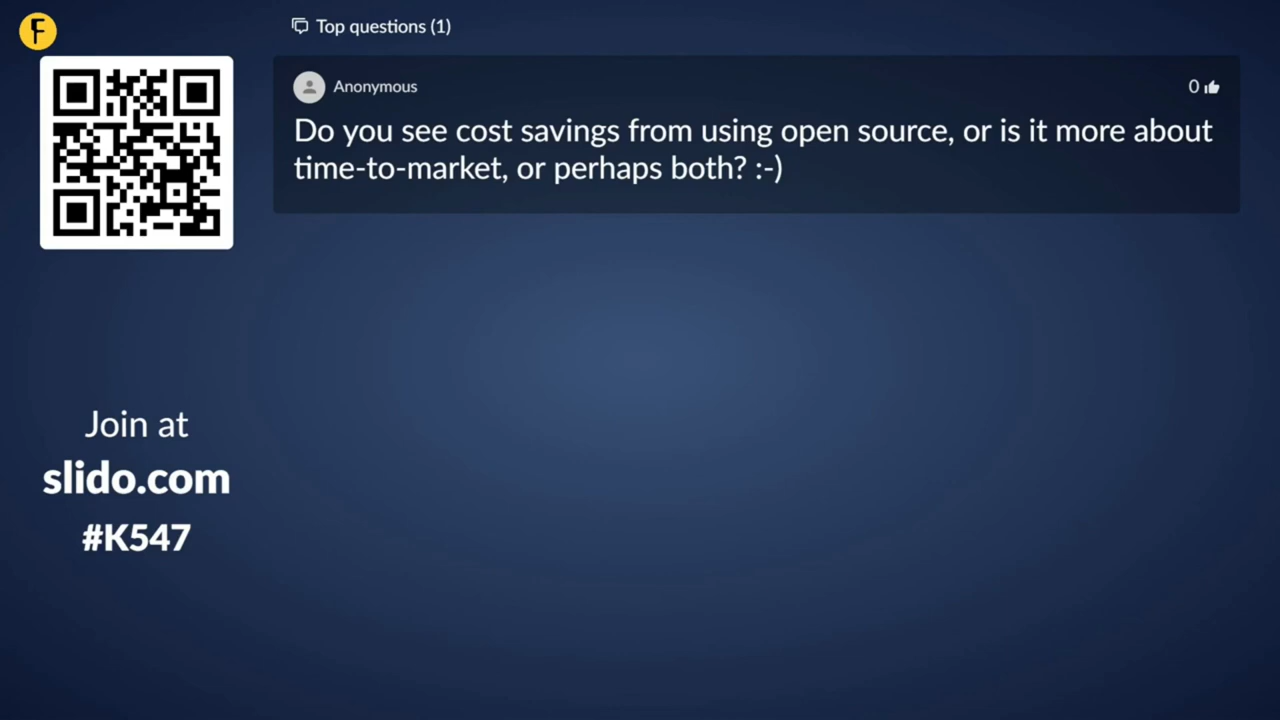 F
Top questions (1)
Anonymous
0
Do you see cost savings from using open source, or is it more about
time-to-market, or perhaps both? :-)
Join at
slido.com
#K547